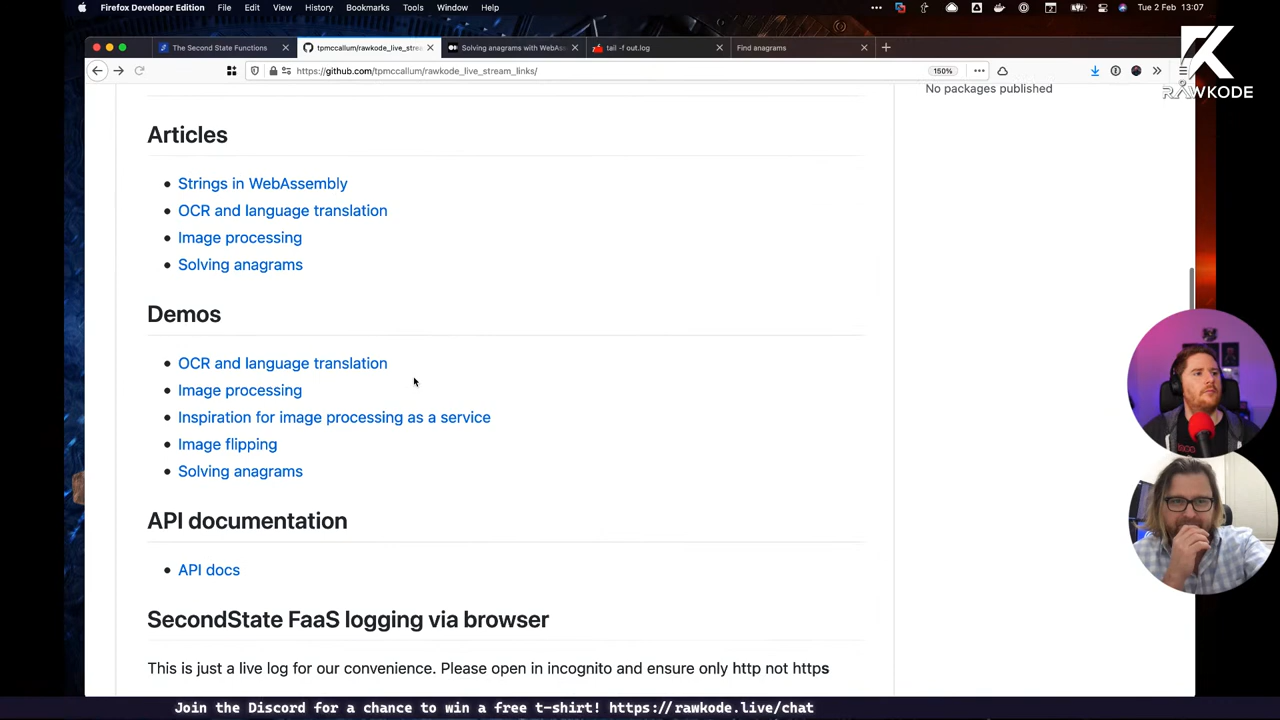 Firefox Developer Edition File Edit View History Bookmarks Tools Window Help Tue 2 Feb 13:07
The Second State Functions
tpmccallum/rawkode_live_stre
Solving anagrams with WebAs
tail -f out.log
Find anagrams
https://github.com/tpmccallum/rawkode_live_stream_links/
150%
RAWKODE
No packages published
Articles
Strings in WebAssembly
OCR and language translation
Image processing
Solving anagrams
Demos
OCR and language translation
Image processing
Inspiration for image processing as a service
Image flipping
Solving anagrams
API documentation
API docs
SecondState FaaS logging via browser
This is just a live log for our convenience. Please open in incognito and ensure only http not https
Join the Discord for a chance to win a free t-shirt! https://rawkode.live/chat